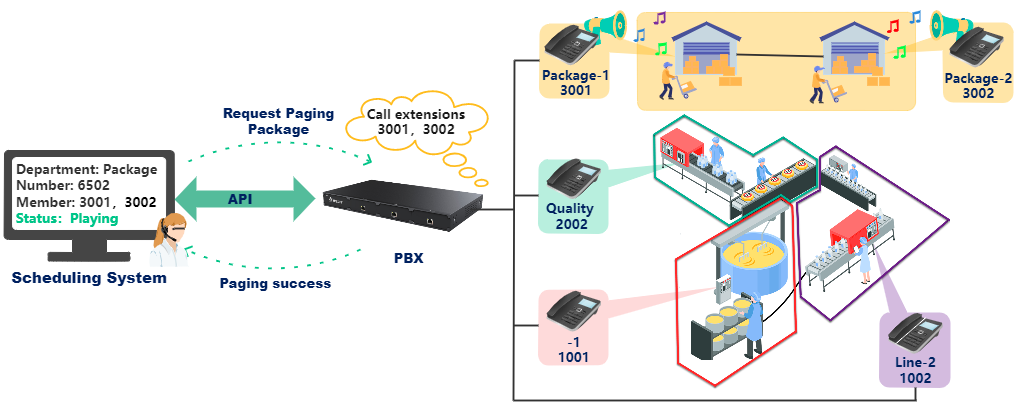 Package-1
3001
Package-2
3002
Request Paging
Package
Call extensions
3001，3002
Department: Package
Number: 6502
Member: 3001，3002
Status： Playing
API
Quality
2002
PBX
Scheduling System
Paging success
-1
1001
Line-2
1002